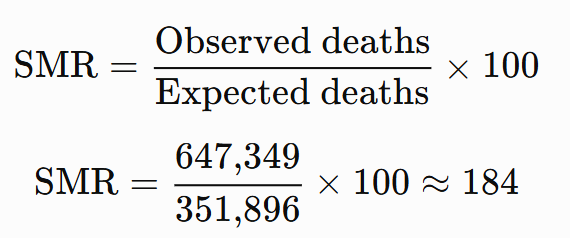 SMR = Observed deaths / Expected deaths × 100
SMR = 647,349 / 351,896 × 100 ≈ 184